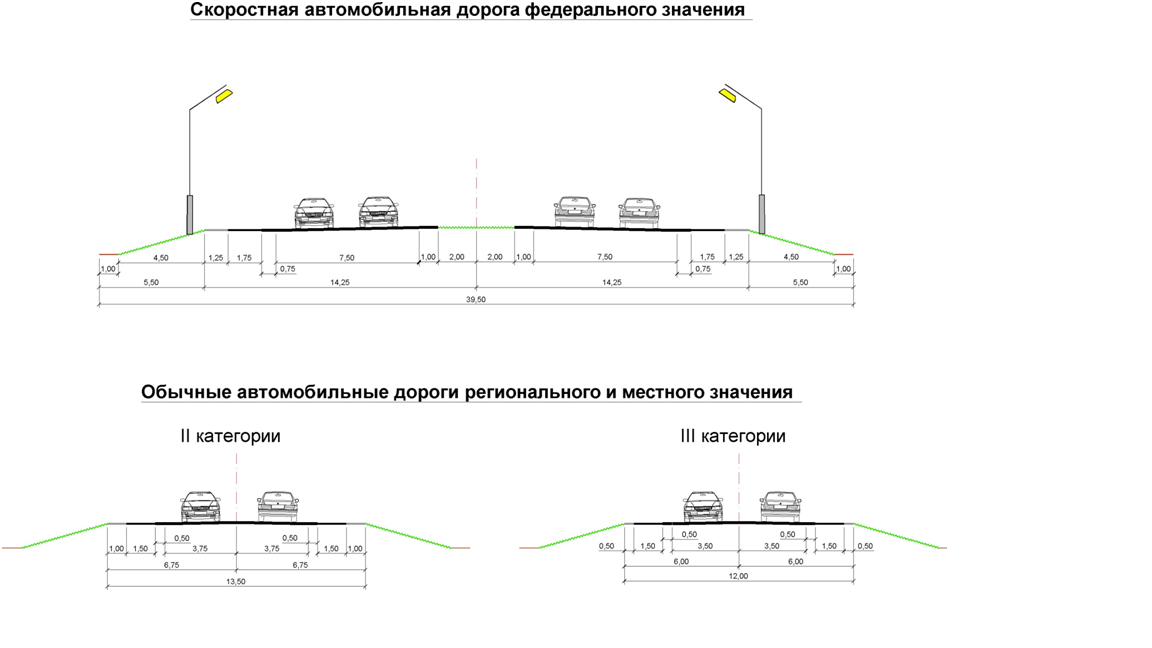 Скоростная автомобильная дорога федерального значения
4,50 1,25 1,75 7,50 1,00 2,00 2,00 1,00 7,50 1,75 1,25 4,50
1,00 0,75 0,75 1,00
5,50 14,25 14,25 5,50
39,50
Обычные автомобильные дороги регионального и местного значения
II категории
0,50 0,50
1,00 1,50 3,75 3,75 1,50 1,00
6,75 6,75
13,50
III категории
0,50 0,50
0,50 1,50 3,50 3,50 1,50 0,50
6,00 6,00
12,00